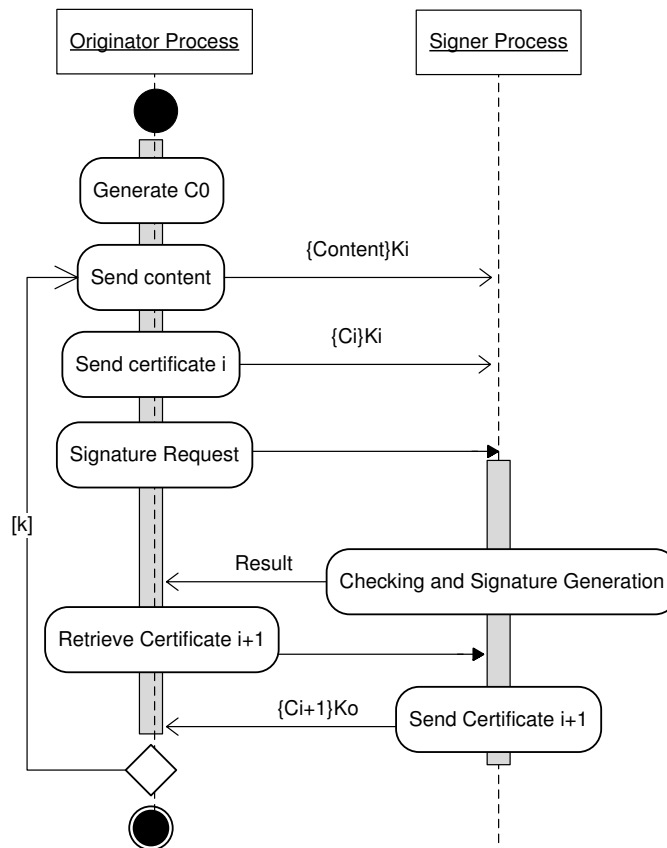 Originator Process
Signer Process
Generate C0
Send content
{Content}Ki
Send certificate i
{Ci}Ki
Signature Request
[k]
Result
Checking and Signature Generation
Retrieve Certificate i+1
{Ci+1}Ko
Send Certificate i+1